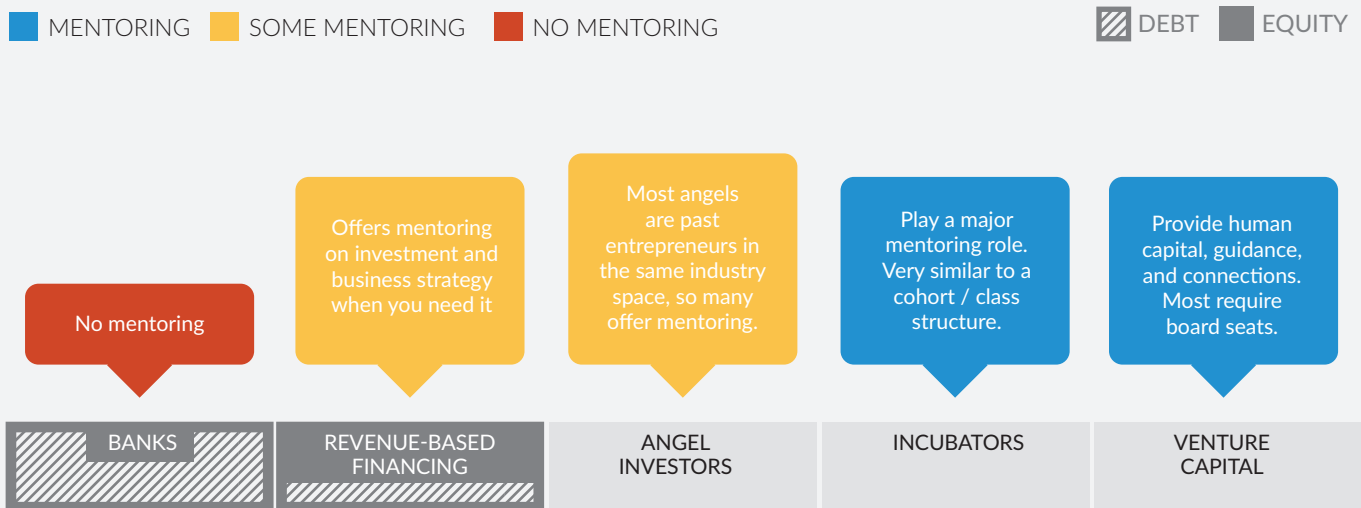 MENTORING
SOME MENTORING
NO MENTORING
DEBT
EQUITY
No mentoring
Offers mentoring
on investment and
business strategy
when you need it
Most angels
are past
entrepreneurs in
the same industry
space, so many
offer mentoring.
Play a major
mentoring role.
Very similar to a
cohort / class
structure.
Provide human
capital, guidance,
and connections.
Most require
board seats.
BANKS
REVENUE-BASED
FINANCING
ANGEL
INVESTORS
INCUBATORS
VENTURE
CAPITAL